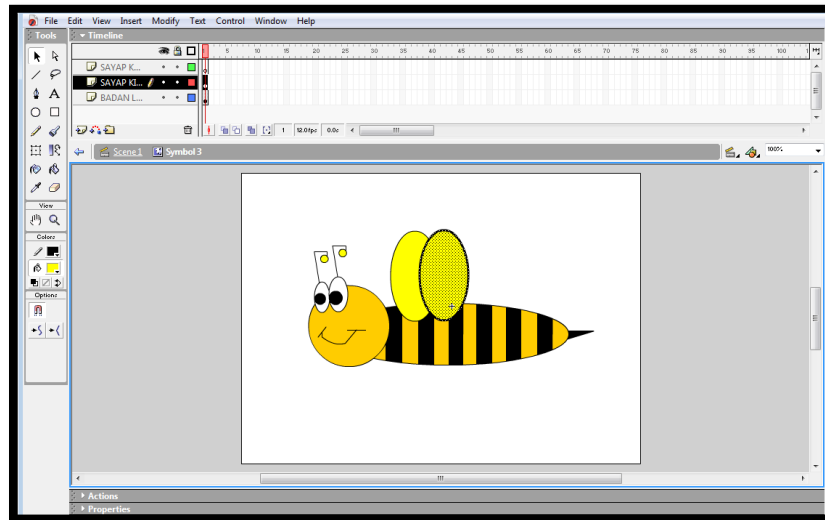 File Edit View Insert Modify Text Control Window Help
Tools
Timeline
5 10 15 20 25 30 35 40 45 50 55 60 65 70 75 80 85 90 95 100
SAYAP K...
SAYAP KI...
BADAN L...
1 12.0fps 0.0s
Scene 1 Symbol 3
100%
View
Colors
Options
Actions
Properties